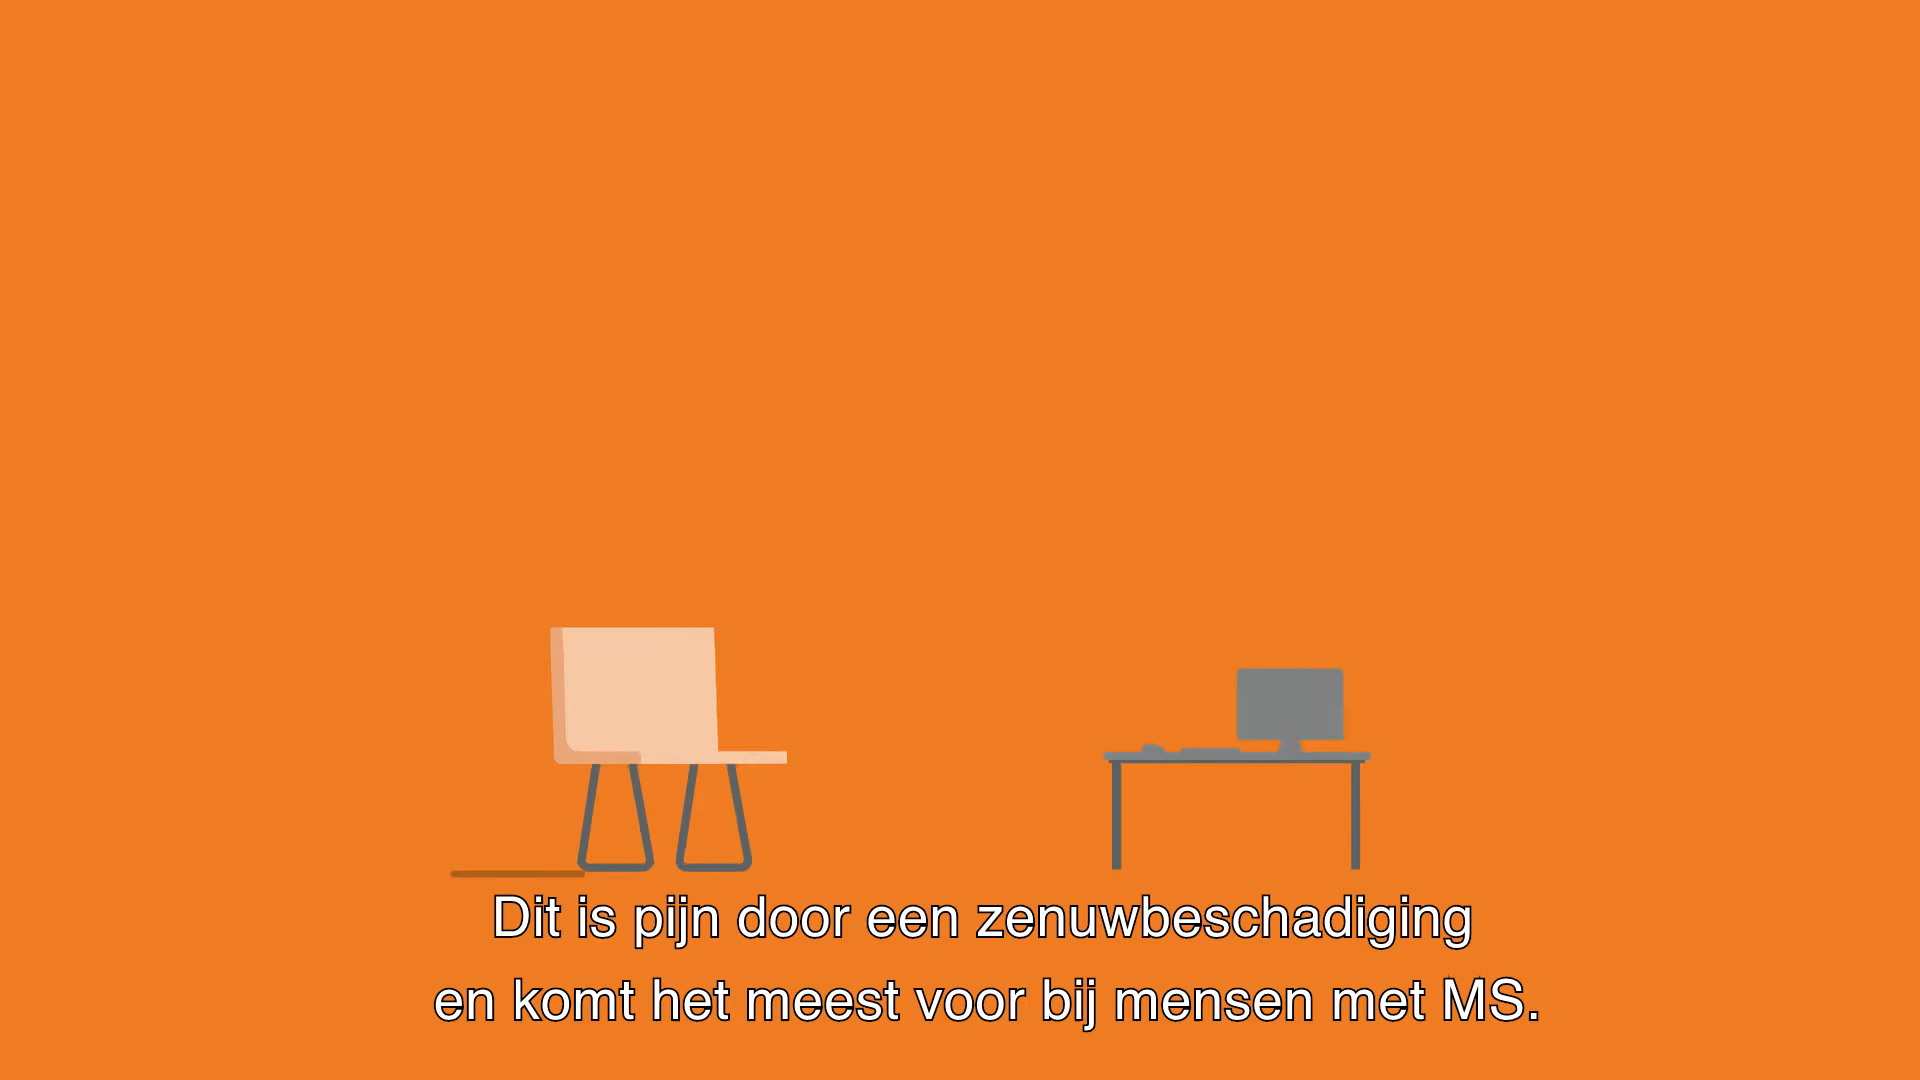 Dit is pijn door een zenuwbeschadiging
en komt het meest voor bij mensen met MS.